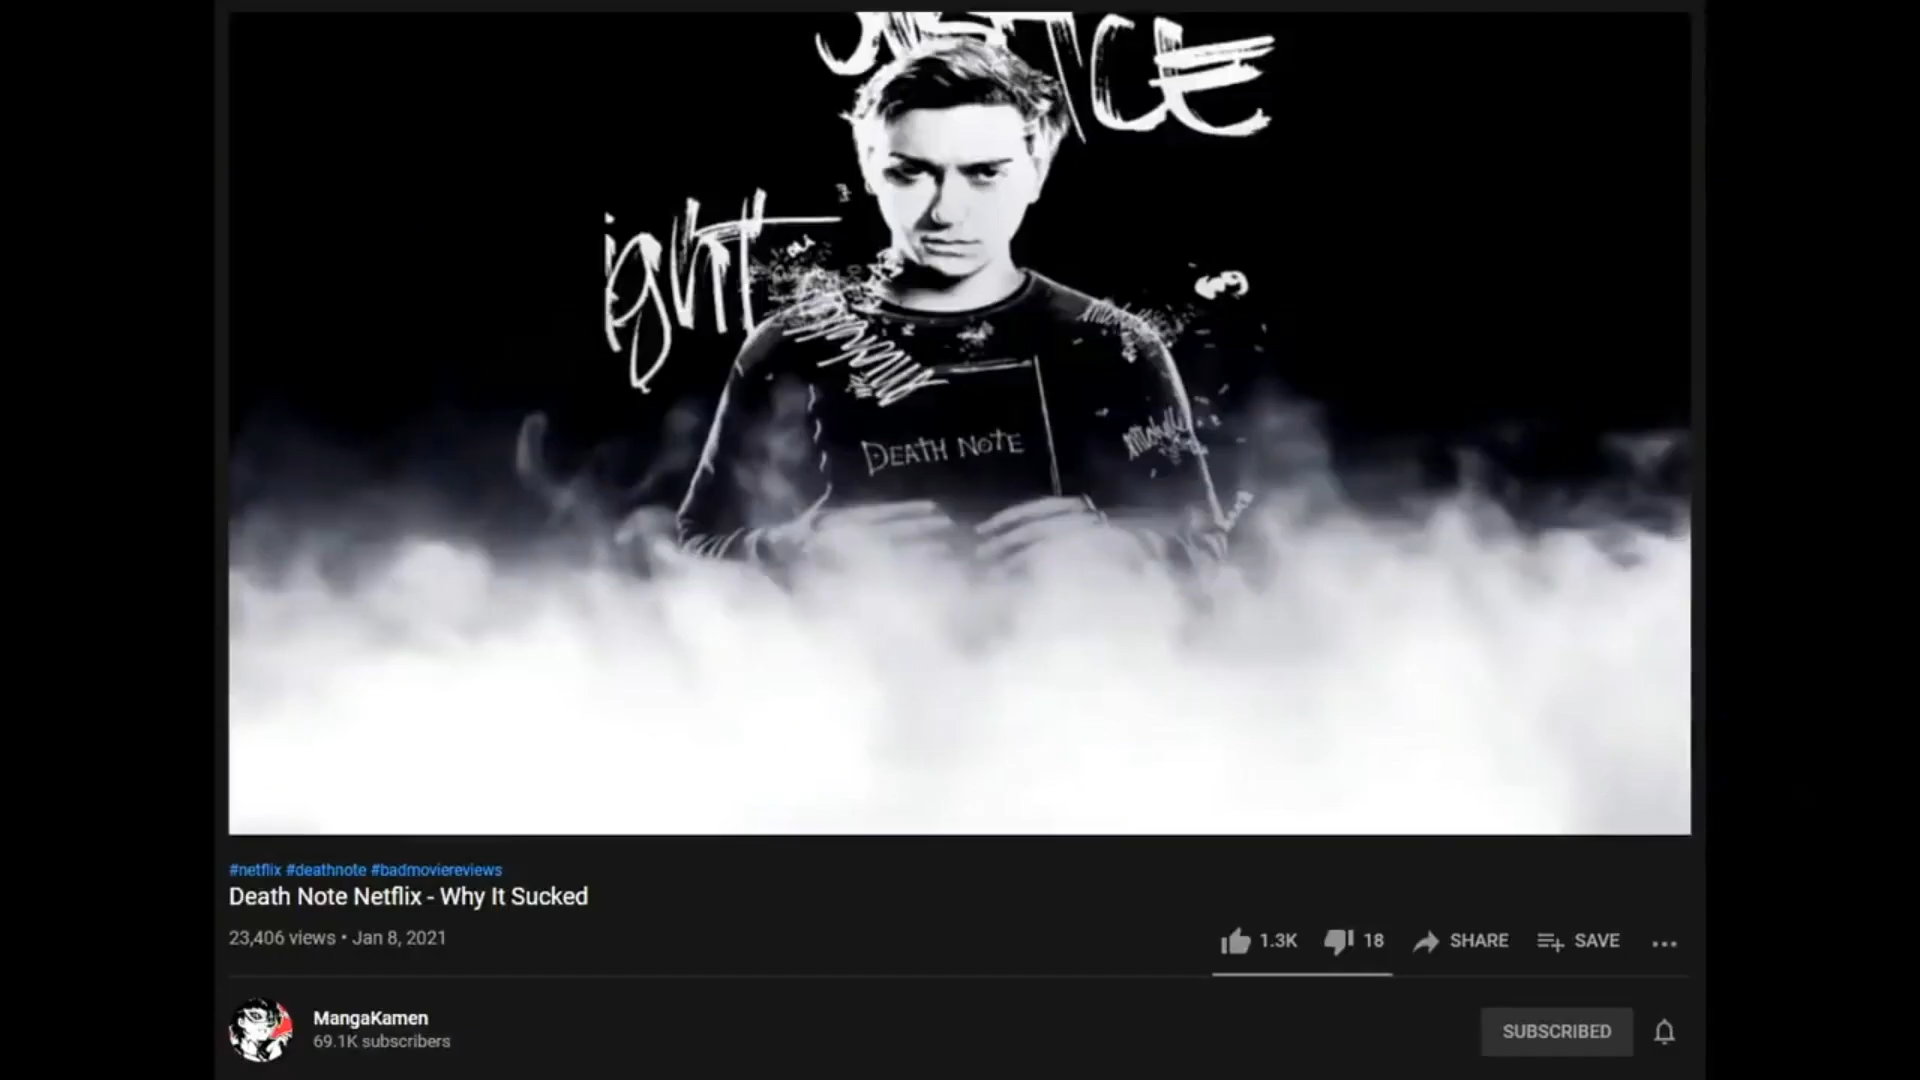 ight
DEATH NOTE
Michelle
#netflix #deathnote #badmoviereviews
Death Note Netflix - Why It Sucked
23,406 views • Jan 8, 2021
1.3K
18
SHARE
SAVE
MangaKamen
69.1K subscribers
SUBSCRIBED